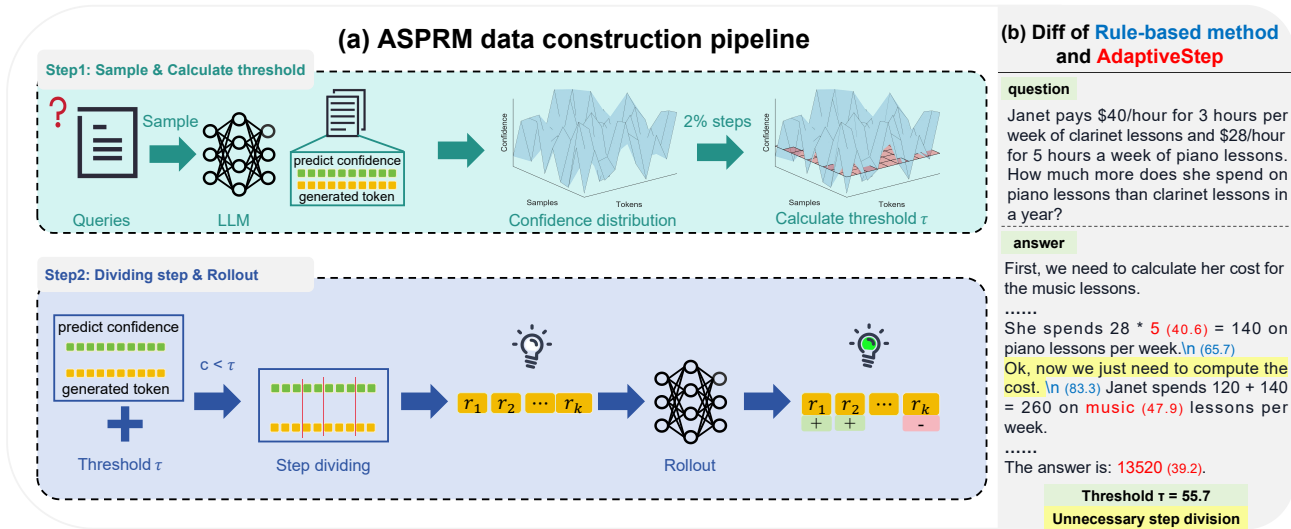 (a) ASPRM data construction pipeline
Step1: Sample & Calculate threshold
?
Sample
predict confidence
generated token
Queries
LLM
Confidence
Samples
Tokens
Confidence distribution
2% steps
Confidence
Samples
Tokens
Calculate threshold τ
Step2: Dividing step & Rollout
predict confidence
generated token
Threshold τ
c < τ
Step dividing
r1 r2 ··· rk
Rollout
r1 r2 ··· rk
+ + -
(b) Diff of Rule-based method
and AdaptiveStep
question
Janet pays $40/hour for 3 hours per
week of clarinet lessons and $28/hour
for 5 hours a week of piano lessons.
How much more does she spend on
piano lessons than clarinet lessons in
a year?
answer
First, we need to calculate her cost for
the music lessons.
......
She spends 28 * 5 (40.6) = 140 on
piano lessons per week.\n (65.7)
Ok, now we just need to compute the
cost. \n (83.3) Janet spends 120 + 140
= 260 on music (47.9) lessons per
week.
......
The answer is: 13520 (39.2).
Threshold τ = 55.7
Unnecessary step division